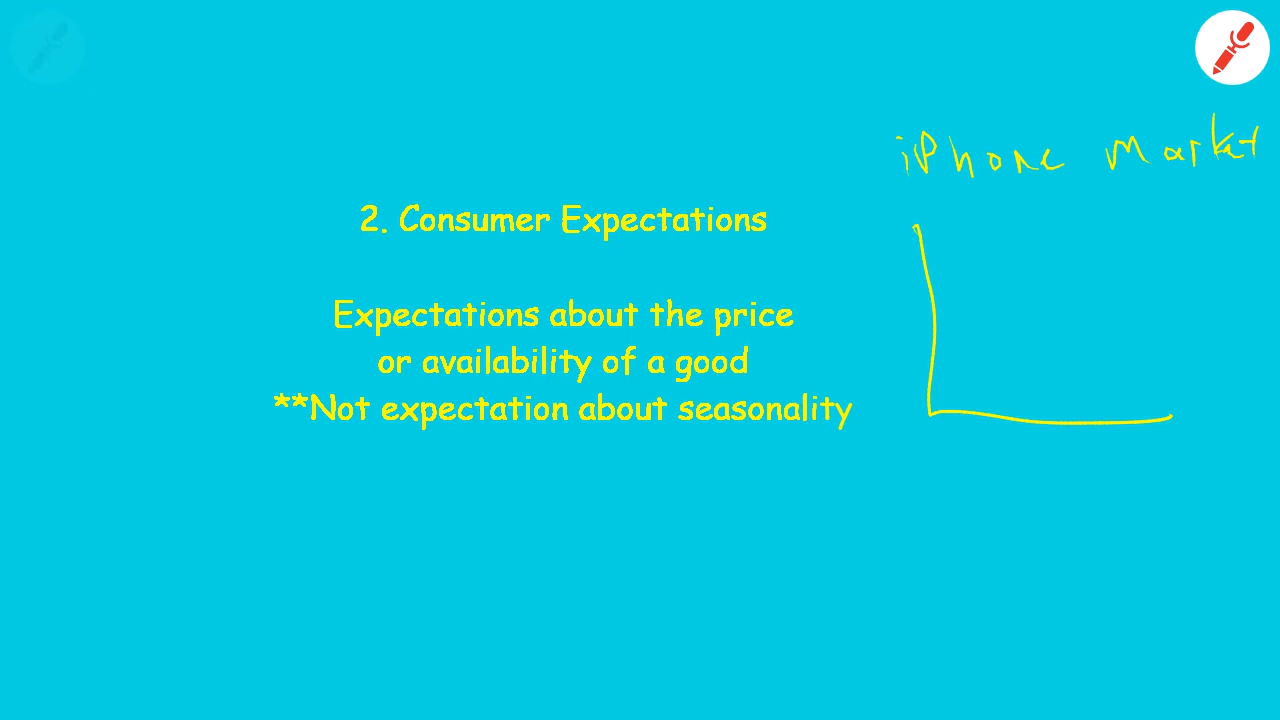 iPhone Market
2. Consumer Expectations
Expectations about the price
or availability of a good
**Not expectation about seasonality